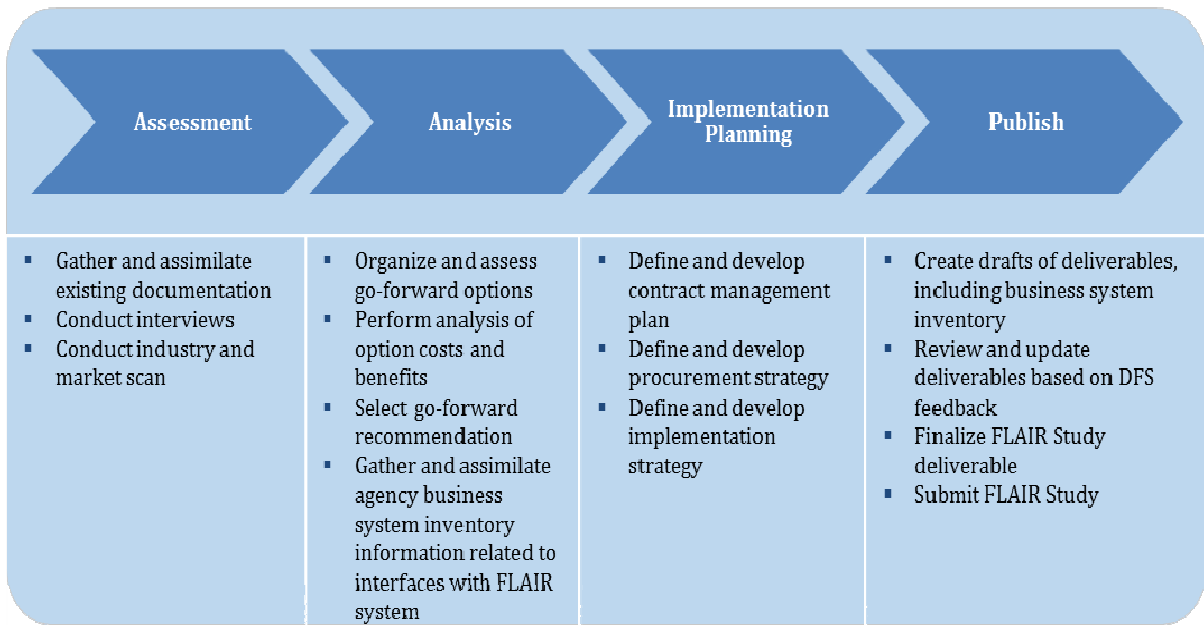 Assessment
Analysis
Implementation
Planning
Publish
▪ Gather and assimilate
existing documentation
▪ Conduct interviews
▪ Conduct industry and
market scan
▪ Organize and assess
go-forward options
▪ Perform analysis of
option costs and
benefits
▪ Select go-forward
recommendation
▪ Gather and assimilate
agency business
system inventory
information related to
interfaces with FLAIR
system
▪ Define and develop
contract management
plan
▪ Define and develop
procurement strategy
▪ Define and develop
implementation
strategy
▪ Create drafts of deliverables,
including business system
inventory
▪ Review and update
deliverables based on DFS
feedback
▪ Finalize FLAIR Study
deliverable
▪ Submit FLAIR Study